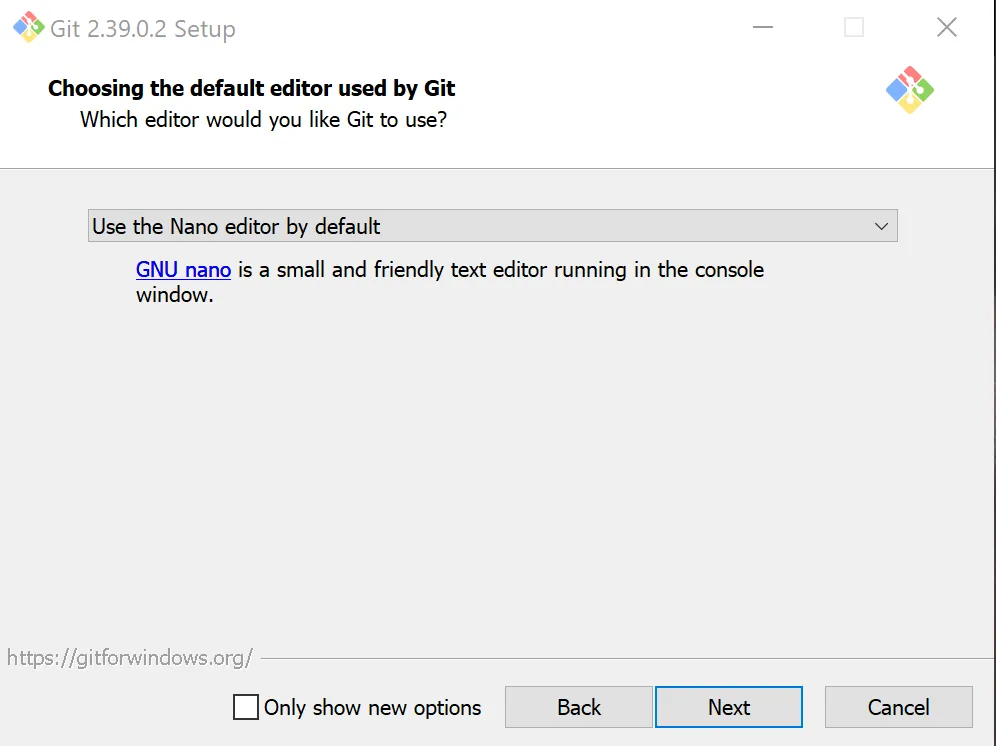 Git 2.39.0.2 Setup
Choosing the default editor used by Git
Which editor would you like Git to use?
Use the Nano editor by default
GNU nano is a small and friendly text editor running in the console
window.
https://gitforwindows.org/
Only show new options
Back
Next
Cancel